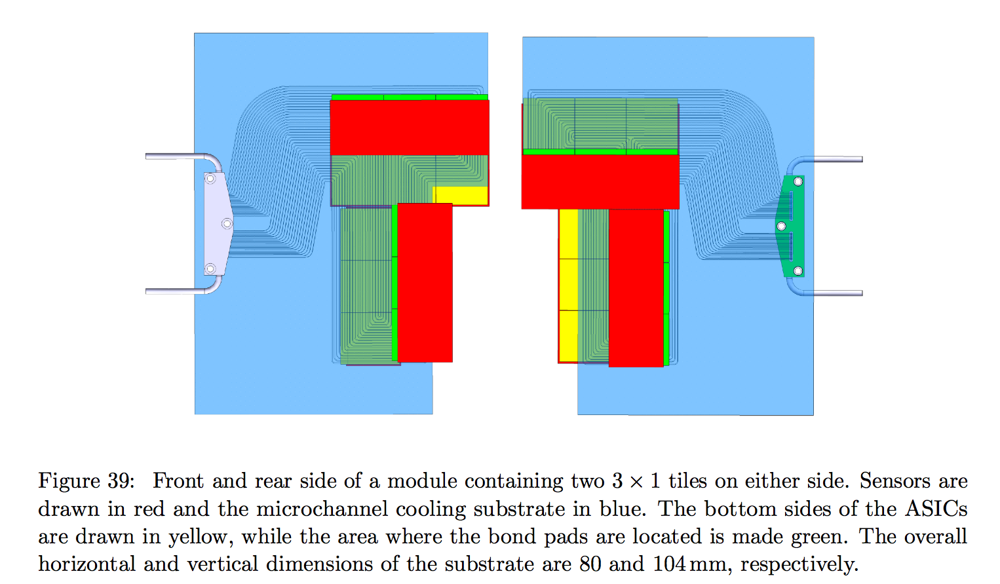 Figure 39: Front and rear side of a module containing two 3 × 1 tiles on either side. Sensors are
drawn in red and the microchannel cooling substrate in blue. The bottom sides of the ASICs
are drawn in yellow, while the area where the bond pads are located is made green. The overall
horizontal and vertical dimensions of the substrate are 80 and 104 mm, respectively.